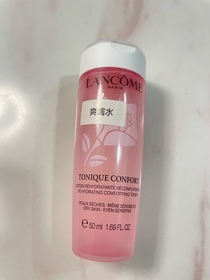 LANCÔME
PARIS
爽膚水
TONIQUE CONFORT
LOTION RÉHYDRATANTE RÉCONFORTANTE
REHYDRATING COMFORTING TONER
PEAUX SÈCHES - MÊME SENSIBLES
DRY SKIN - EVEN SENSITIVE
℮ 50 ml 1.69 FL.OZ.